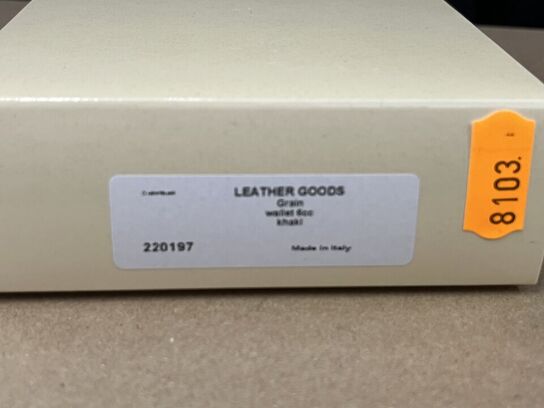 LEATHER GOODS
Grain
wallet 6cc
khaki
220197
Made in Italy
8103.